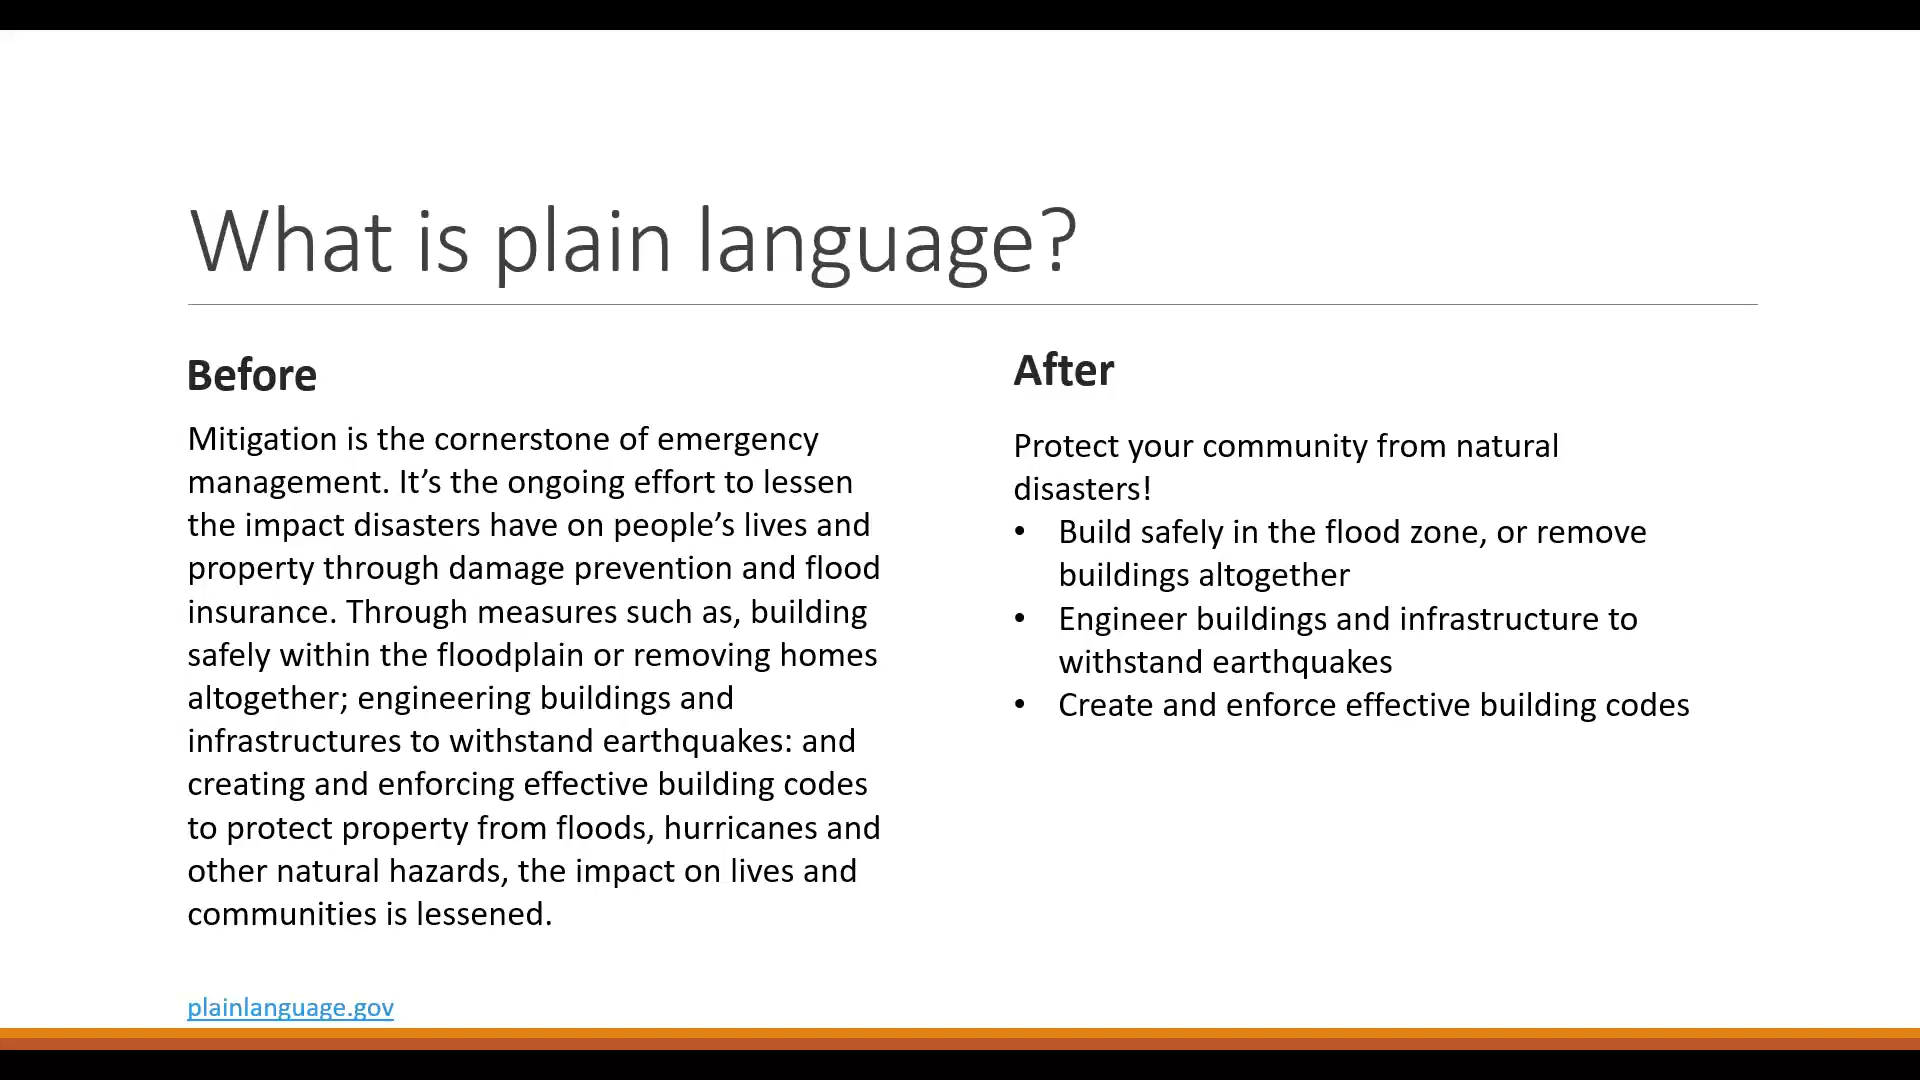 What is plain language?
Before
Mitigation is the cornerstone of emergency
management. It’s the ongoing effort to lessen
the impact disasters have on people’s lives and
property through damage prevention and flood
insurance. Through measures such as, building
safely within the floodplain or removing homes
altogether; engineering buildings and
infrastructures to withstand earthquakes: and
creating and enforcing effective building codes
to protect property from floods, hurricanes and
other natural hazards, the impact on lives and
communities is lessened.
After
Protect your community from natural
disasters!
• Build safely in the flood zone, or remove
buildings altogether
• Engineer buildings and infrastructure to
withstand earthquakes
• Create and enforce effective building codes
plainlanguage.gov